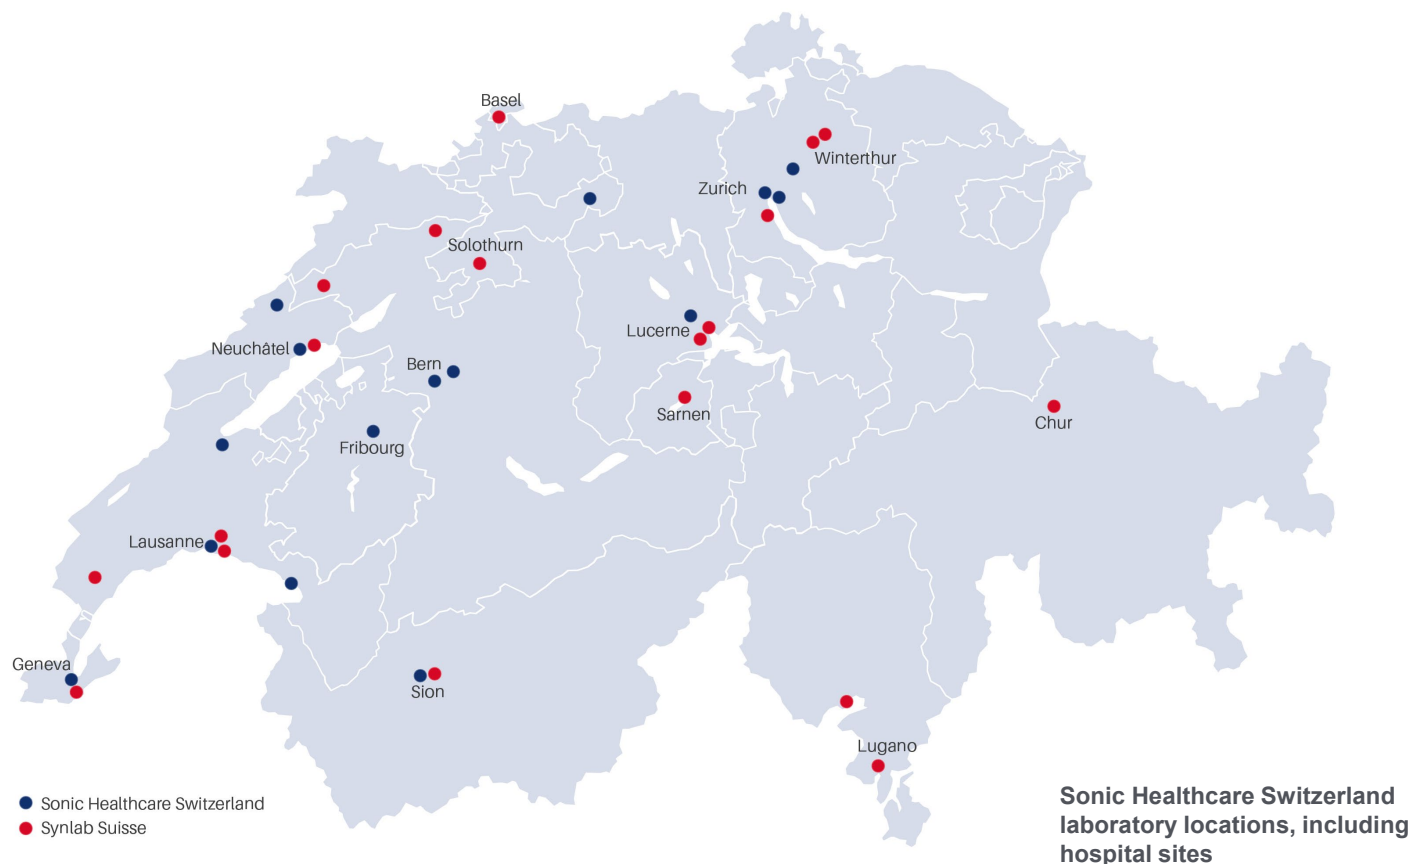 Basel
Winterthur
Zurich
Solothurn
Lucerne
Neuchâtel
Bern
Sarnen
Chur
Fribourg
Lausanne
Geneva
Sion
Lugano
Sonic Healthcare Switzerland
Synlab Suisse
Sonic Healthcare Switzerland
laboratory locations, including
hospital sites